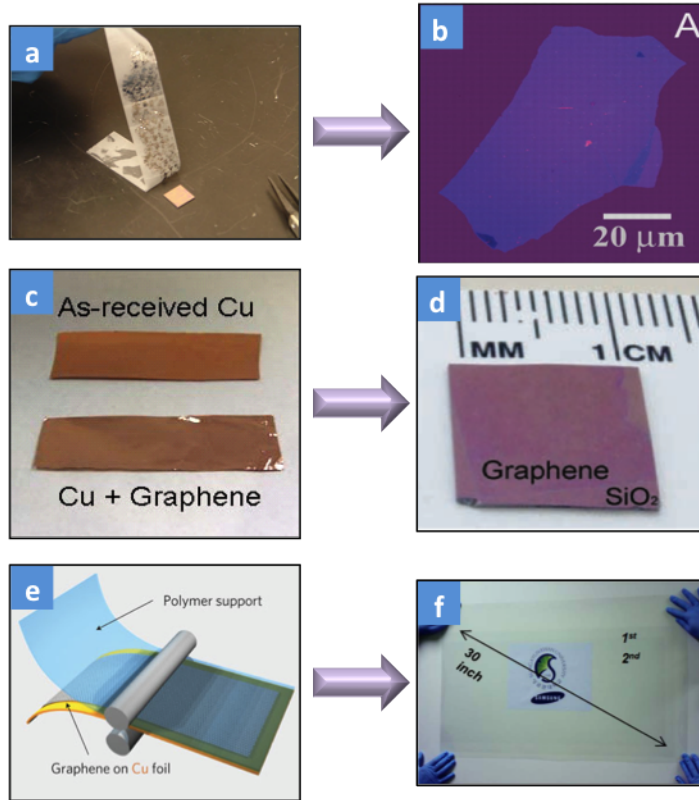 a
b
A
20 μm
c
As-received Cu
Cu + Graphene
d
MM
1
CM
Graphene
SiO₂
e
Polymer support
Graphene on Cu foil
f
1st
2nd
30
inch
SAMSUNG